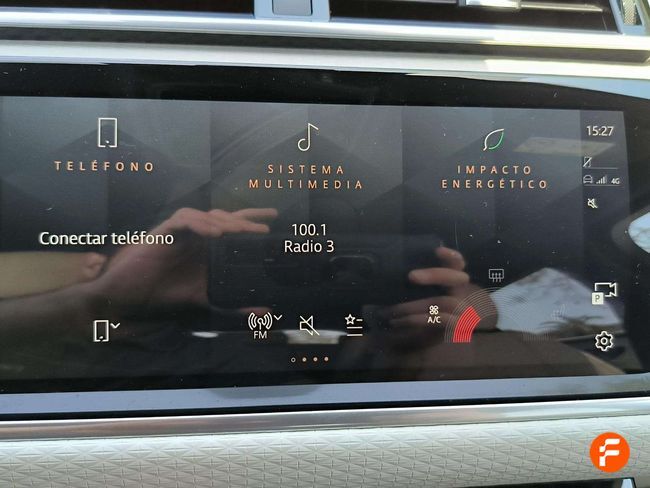 15:27
TELÉFONO
SISTEMA
MULTIMEDIA
IMPACTO
ENERGÉTICO
4G
Conectar teléfono
100.1
Radio 3
A/C
P
FM